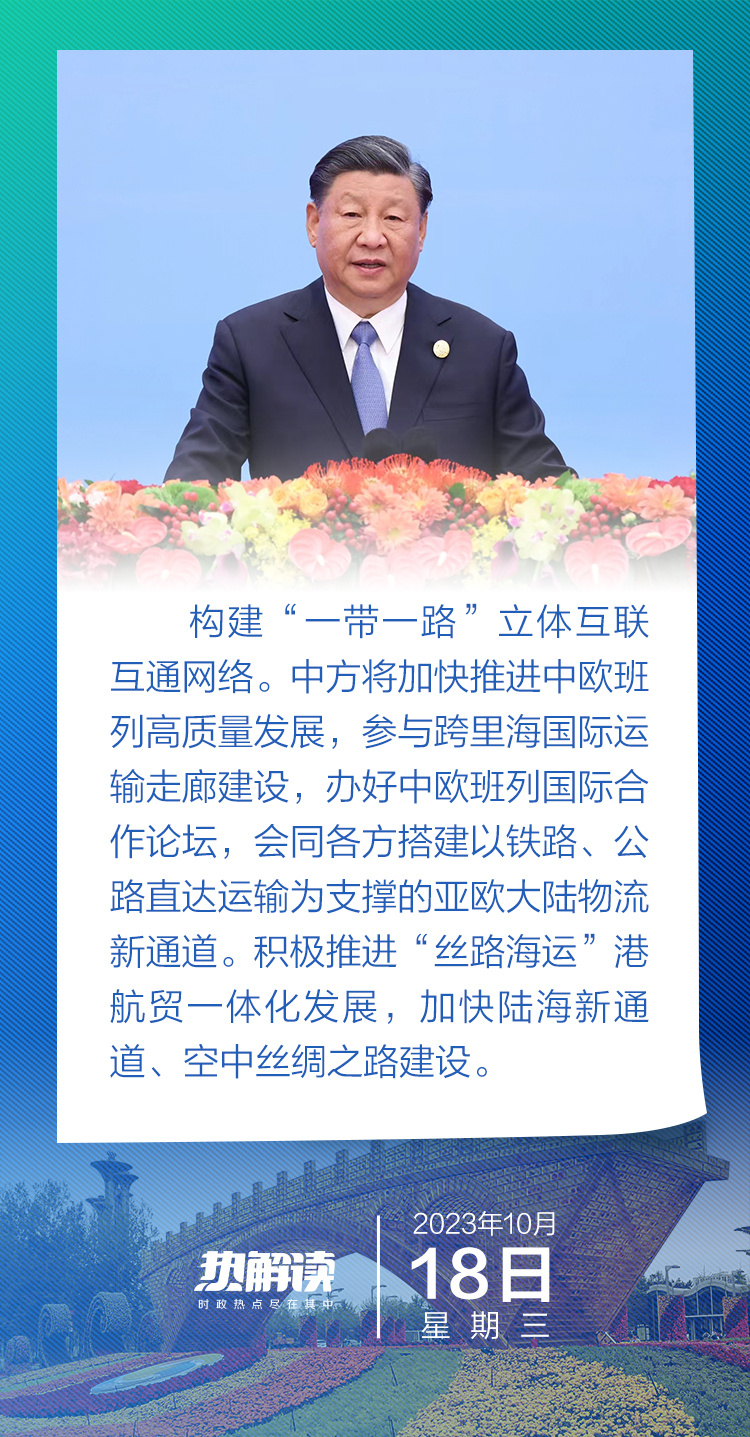 构建“一带一路”立体互联
互通网络。中方将加快推进中欧班
列高质量发展，参与跨里海国际运
输走廊建设，办好中欧班列国际合
作论坛，会同各方搭建以铁路、公
路直达运输为支撑的亚欧大陆物流
新通道。积极推进“丝路海运”港
航贸一体化发展，加快陆海新通
道、空中丝绸之路建设。
热解读
时政热点尽在其中
2023年10月
18日
星期三